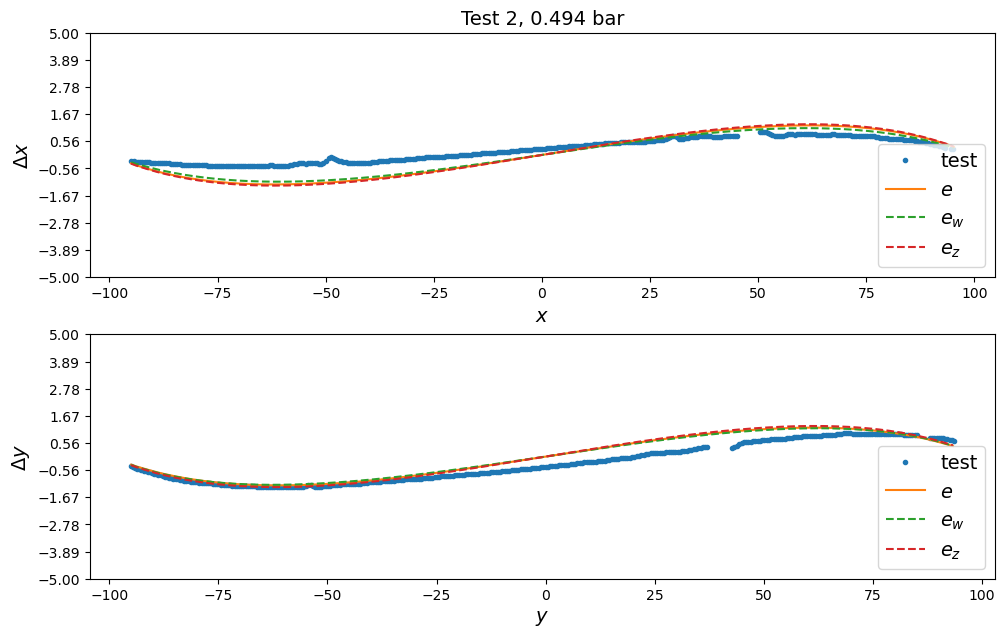 Test 2, 0.494 bar
5.00
3.89
2.78
1.67
0.56
−0.56
−1.67
−2.78
−3.89
−5.00
Δx
test
e
e_w
e_z
−100 −75 −50 −25 0 25 50 75 100
x
5.00
3.89
2.78
1.67
0.56
−0.56
−1.67
−2.78
−3.89
−5.00
Δy
test
e
e_w
e_z
−100 −75 −50 −25 0 25 50 75 100
y